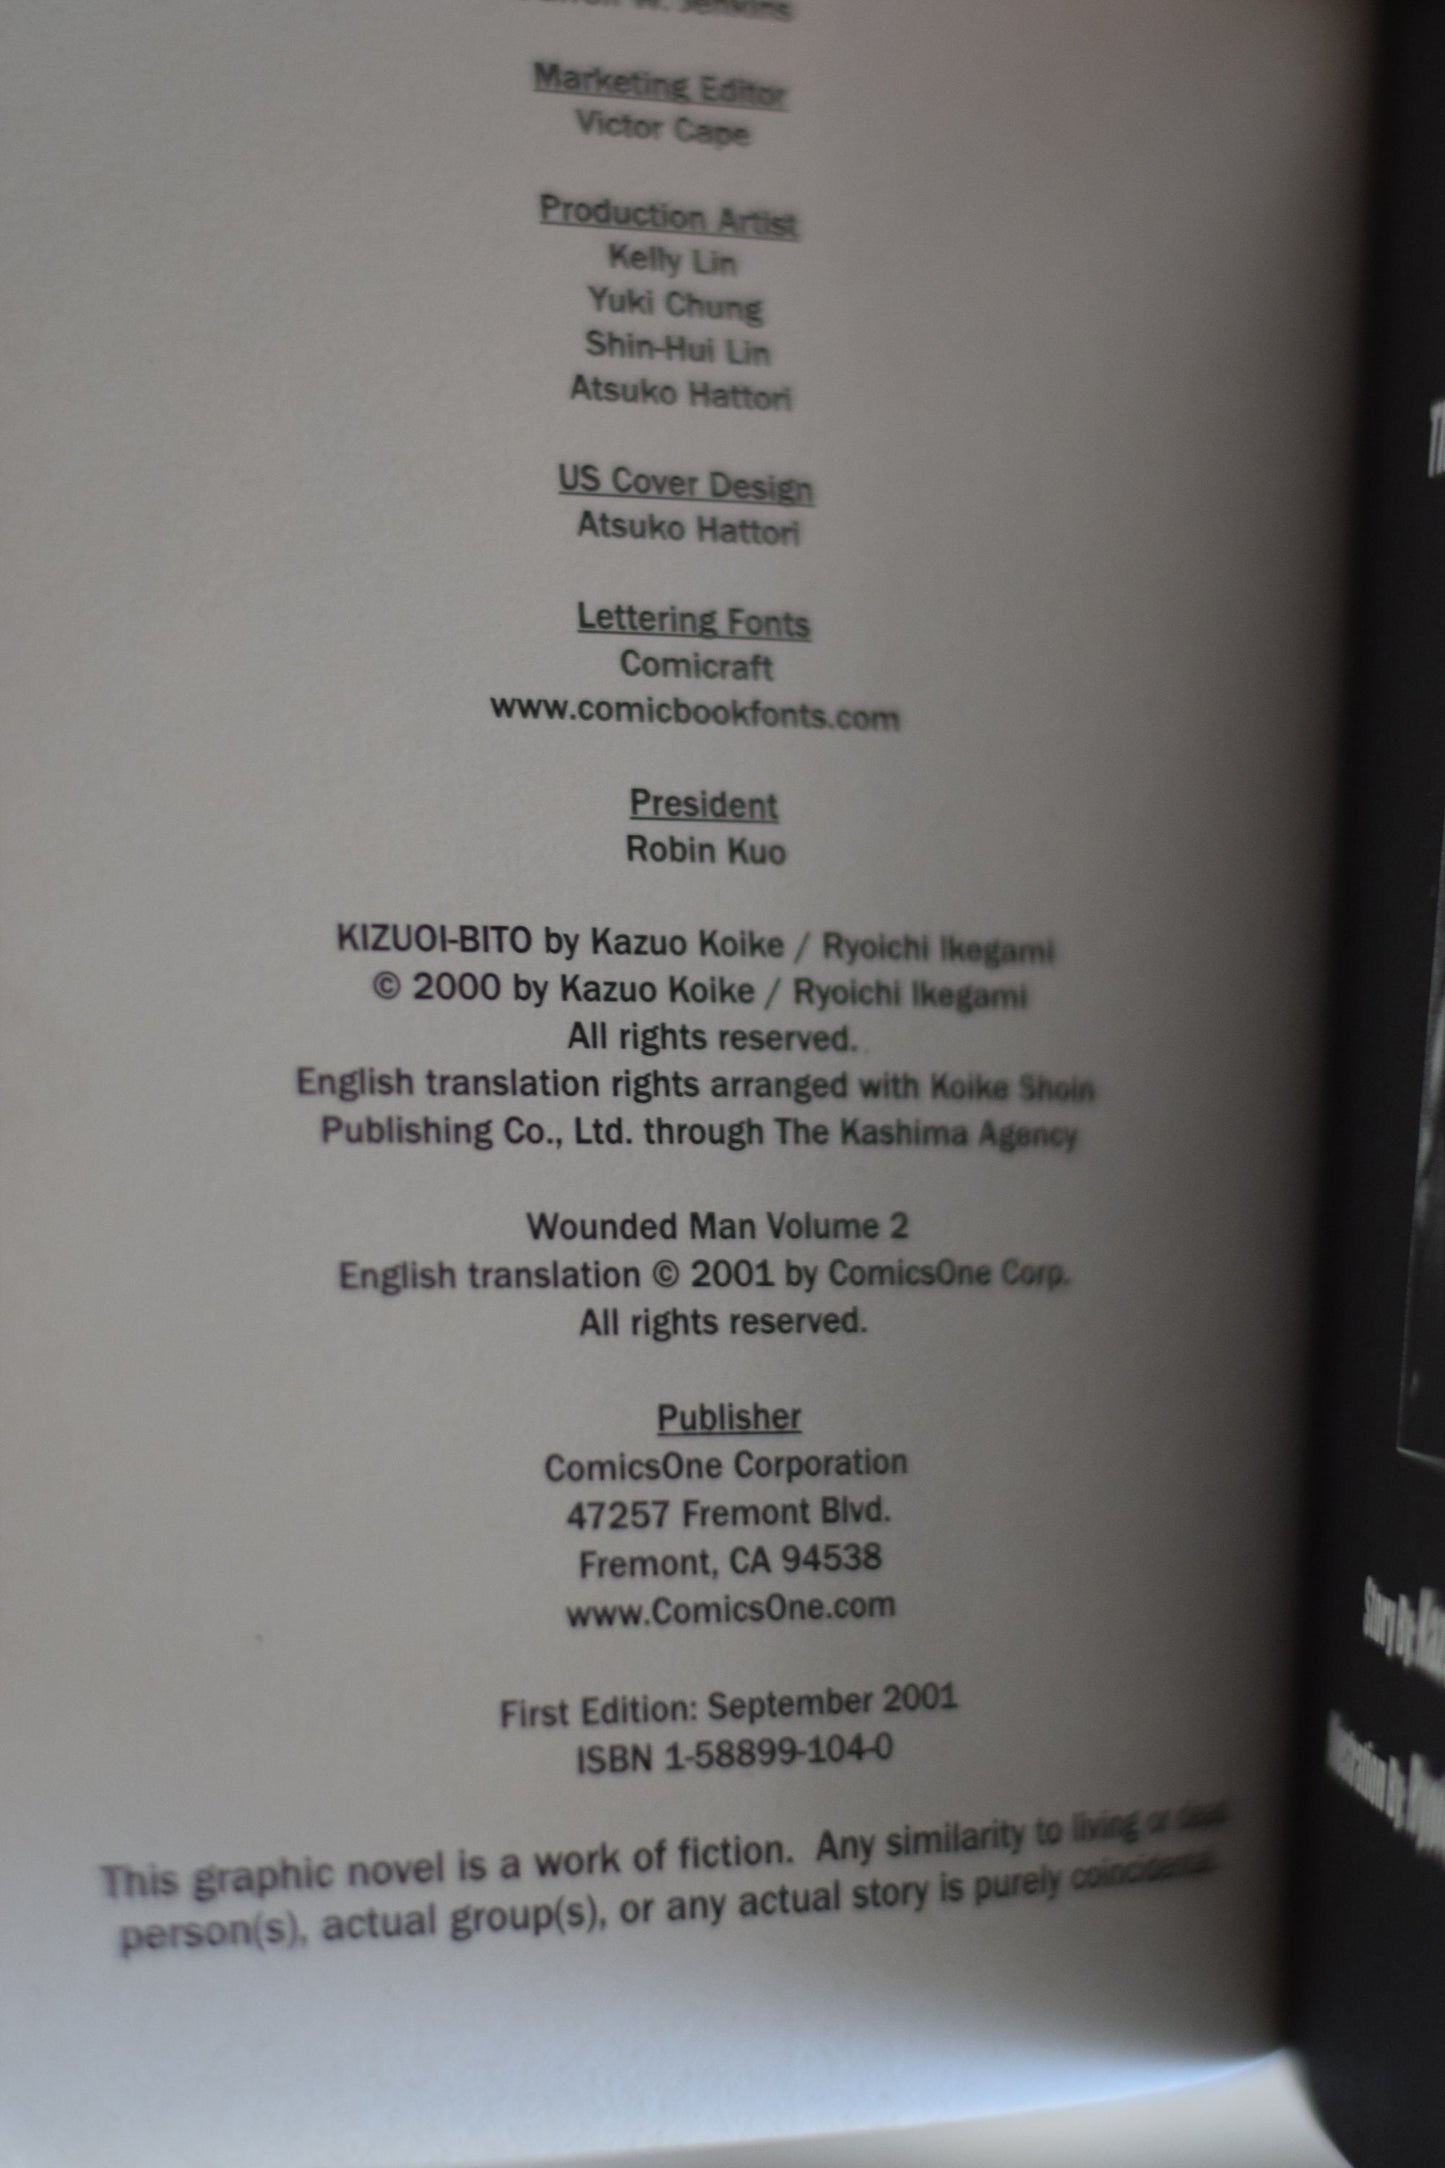 Jenkins
Marketing Editor
Victor Cape
Production Artist
Kelly Lin
Yuki Chung
Shin-Hui Lin
Atsuko Hattori
US Cover Design
Atsuko Hattori
Lettering Fonts
Comicraft
www.comicbookfonts.com
President
Robin Kuo
KIZUOI-BITO by Kazuo Koike / Ryoichi Ikegami
© 2000 by Kazuo Koike / Ryoichi Ikegami
All rights reserved.
English translation rights arranged with Koike Shoin
Publishing Co., Ltd. through The Kashima Agency
Wounded Man Volume 2
English translation © 2001 by ComicsOne Corp.
All rights reserved.
Publisher
ComicsOne Corporation
47257 Fremont Blvd.
Fremont, CA 94538
www.ComicsOne.com
First Edition: September 2001
ISBN 1-58899-104-0
This graphic novel is a work of fiction. Any similarity to living or dead
person(s), actual group(s), or any actual story is purely coincidental.
Story by